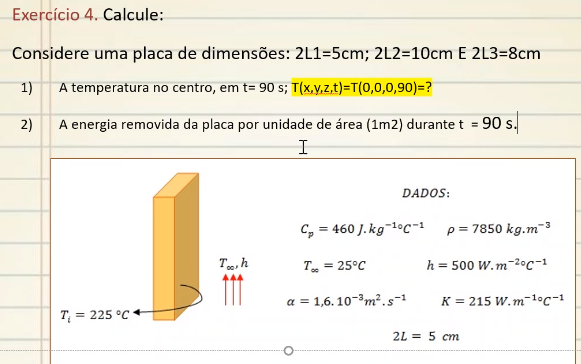 Exercício 4. Calcule:
Considere uma placa de dimensões: 2L1=5cm; 2L2=10cm E 2L3=8cm
1) A temperatura no centro, em t= 90 s; T(x,y,z,t)=T(0,0,0,90)=?
2) A energia removida da placa por unidade de área (1m2) durante t = 90 s.
DADOS:
Cₚ = 460 J.kg⁻¹°C⁻¹ ρ = 7850 kg.m⁻³
T∞, h
T∞ = 25°C h = 500 W.m⁻²°C⁻¹
α = 1,6.10⁻³m².s⁻¹ K = 215 W.m⁻¹°C⁻¹
Tᵢ = 225 °C
2L = 5 cm